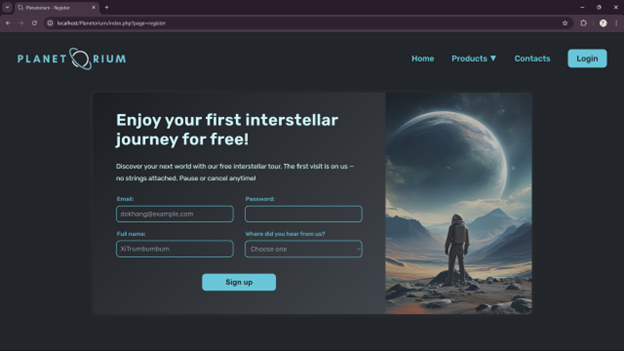 Planetorium - Register
localhost/Planetorium/index.php?page=register
PLANETORIUM
Home
Products ▼
Contacts
Login
Enjoy your first interstellar
journey for free!
Discover your next world with our free interstellar tour. The first visit is on us —
no strings attached. Pause or cancel anytime!
Email:
Password:
dokhang@example.com
Full name:
Where did you hear from us?
XiTrumbumbum
Choose one
Sign up